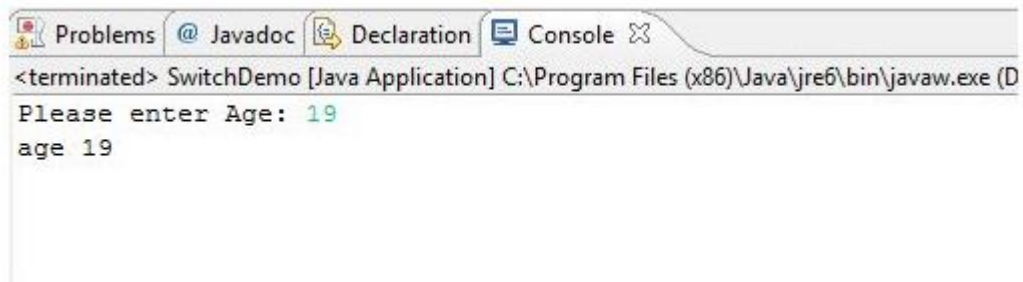 Problems @ Javadoc Declaration Console
<terminated> SwitchDemo [Java Application] C:\Program Files (x86)\Java\jre6\bin\javaw.exe (D
Please enter Age: 19
age 19